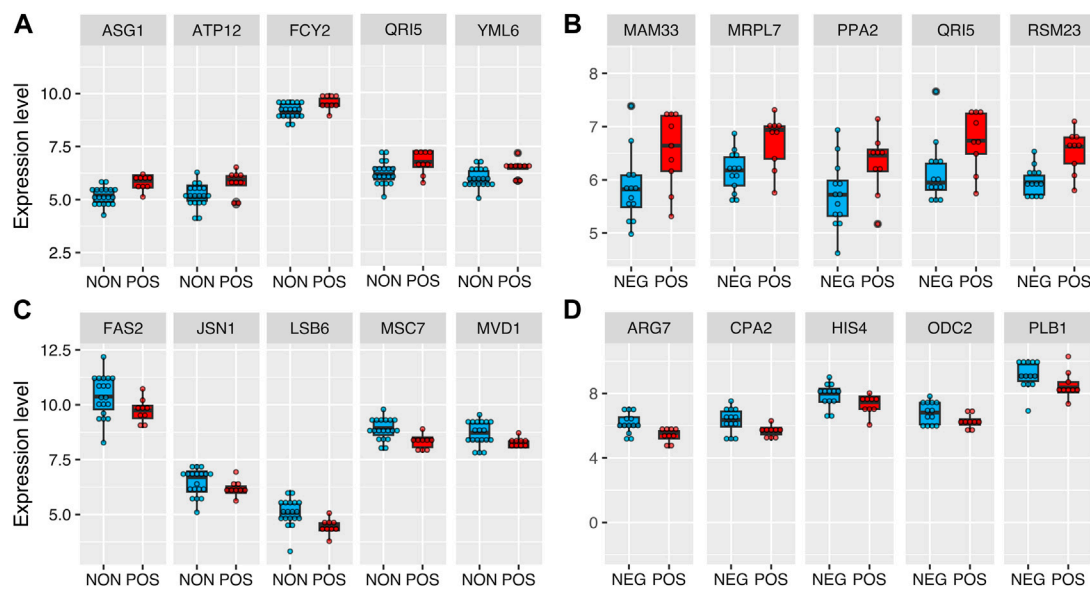 A
ASG1 ATP12 FCY2 QRI5 YML6
Expression level
10.0
7.5
5.0
2.5
NON POS NON POS NON POS NON POS NON POS
B
MAM33 MRPL7 PPA2 QRI5 RSM23
8
7
6
5
NEG POS NEG POS NEG POS NEG POS NEG POS
C
FAS2 JSN1 LSB6 MSC7 MVD1
Expression level
12.5
10.0
7.5
5.0
NON POS NON POS NON POS NON POS NON POS
D
ARG7 CPA2 HIS4 ODC2 PLB1
8
4
0
NEG POS NEG POS NEG POS NEG POS NEG POS